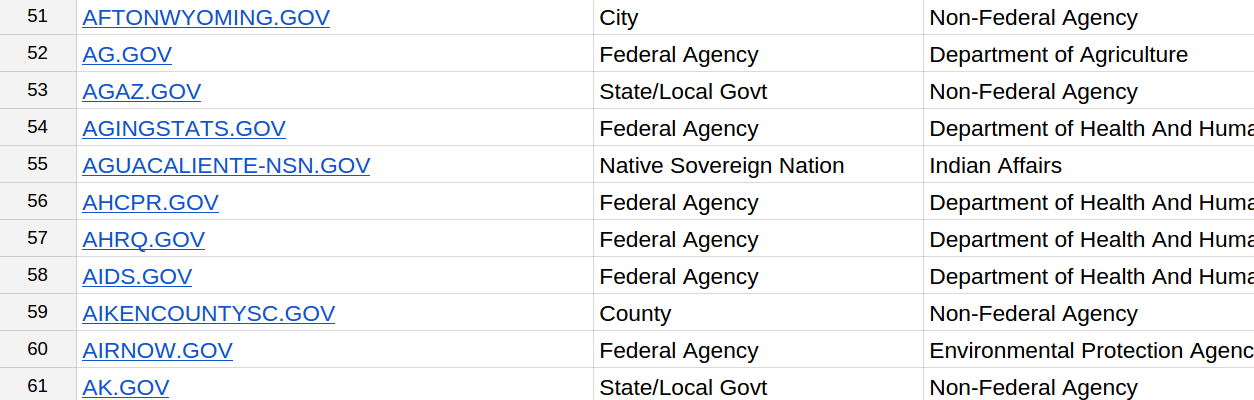 51 AFTONWYOMING.GOV City Non-Federal Agency
52 AG.GOV Federal Agency Department of Agriculture
53 AGAZ.GOV State/Local Govt Non-Federal Agency
54 AGINGSTATS.GOV Federal Agency Department of Health And Huma
55 AGUACALIENTE-NSN.GOV Native Sovereign Nation Indian Affairs
56 AHCPR.GOV Federal Agency Department of Health And Huma
57 AHRQ.GOV Federal Agency Department of Health And Huma
58 AIDS.GOV Federal Agency Department of Health And Huma
59 AIKENCOUNTYSC.GOV County Non-Federal Agency
60 AIRNOW.GOV Federal Agency Environmental Protection Agenc
61 AK.GOV State/Local Govt Non-Federal Agency